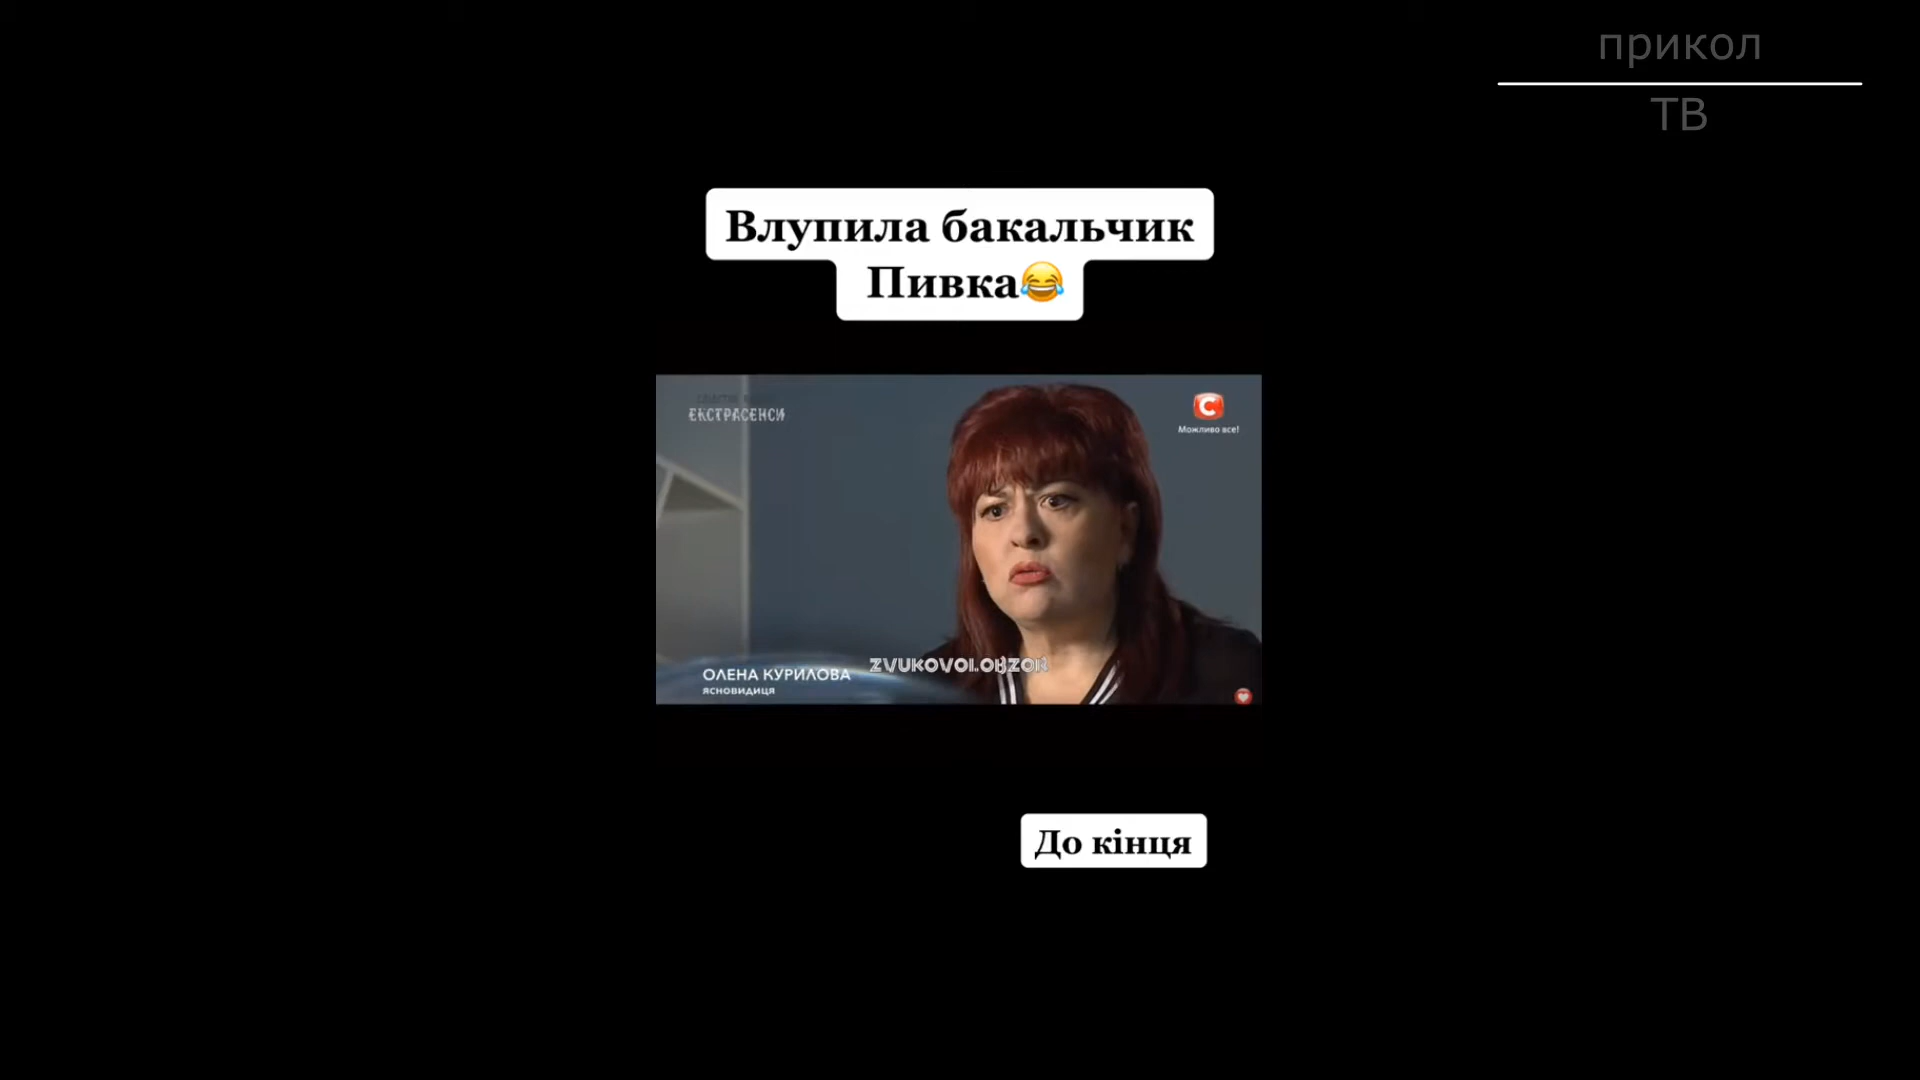 прикол
ТВ
Влупила бакальчик
Пивка😂
ЕКСТРАСЕНСИ
Можливо все!
ZVUKOVOI.OBZOR
ОЛЕНА КУРИЛОВА
ЯСНОВИДИЦЯ
До кінця